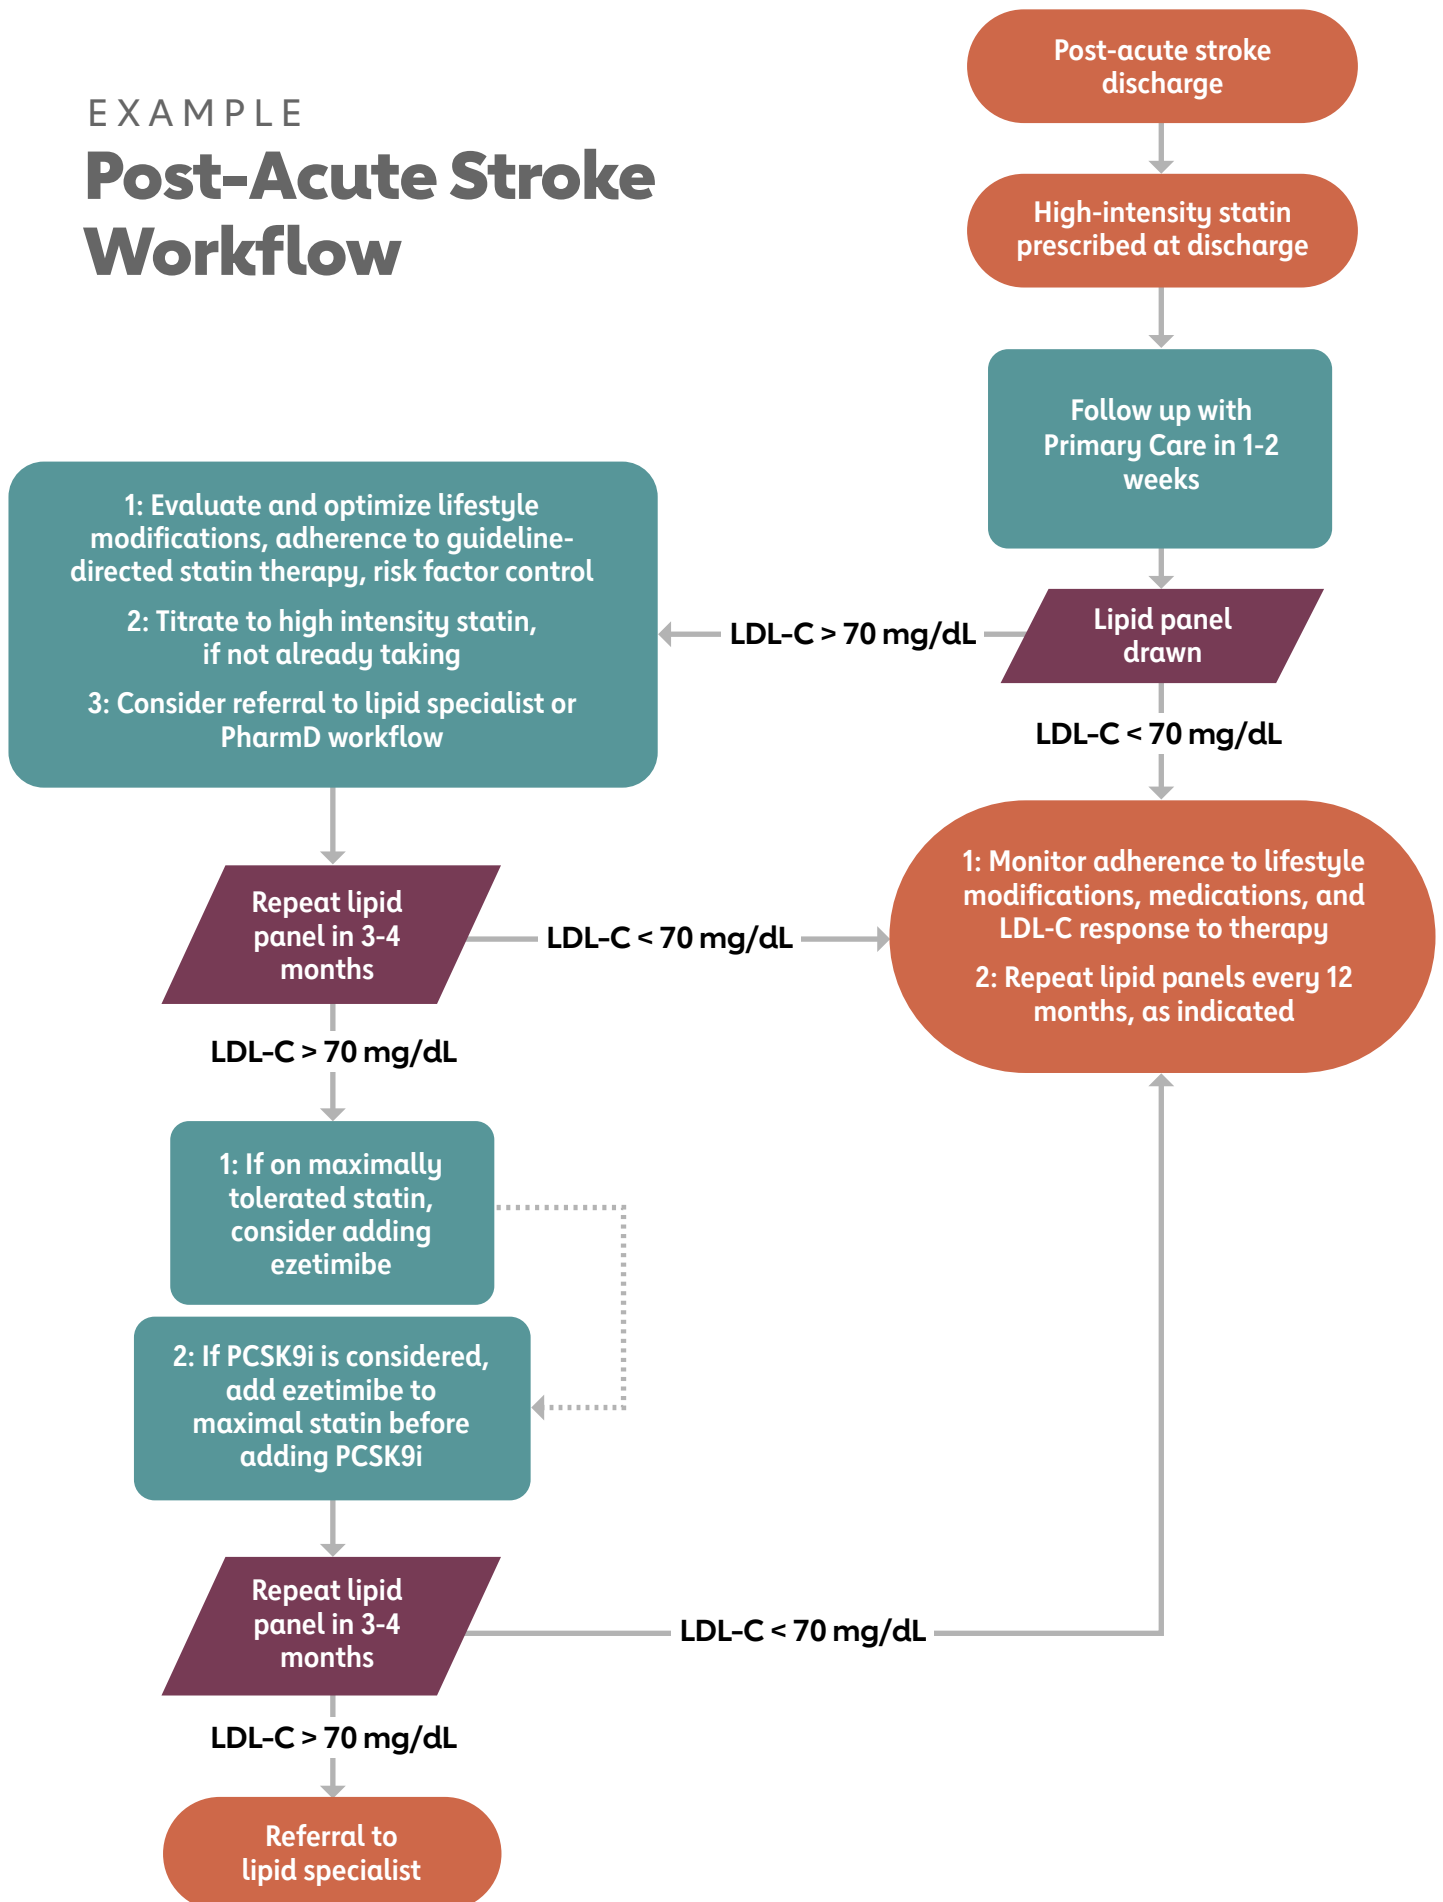 EXAMPLE
Post-Acute Stroke
Workflow
Post-acute stroke
discharge
High-intensity statin
prescribed at discharge
Follow up with
Primary Care in 1-2
weeks
Lipid panel
drawn
LDL-C > 70 mg/dL
1: Evaluate and optimize lifestyle
modifications, adherence to guideline-
directed statin therapy, risk factor control
2: Titrate to high intensity statin,
if not already taking
3: Consider referral to lipid specialist or
PharmD workflow
LDL-C < 70 mg/dL
1: Monitor adherence to lifestyle
modifications, medications, and
LDL-C response to therapy
2: Repeat lipid panels every 12
months, as indicated
Repeat lipid
panel in 3-4
months
LDL-C < 70 mg/dL
LDL-C > 70 mg/dL
1: If on maximally
tolerated statin,
consider adding
ezetimibe
2: If PCSK9i is considered,
add ezetimibe to
maximal statin before
adding PCSK9i
Repeat lipid
panel in 3-4
months
LDL-C < 70 mg/dL
LDL-C > 70 mg/dL
Referral to
lipid specialist